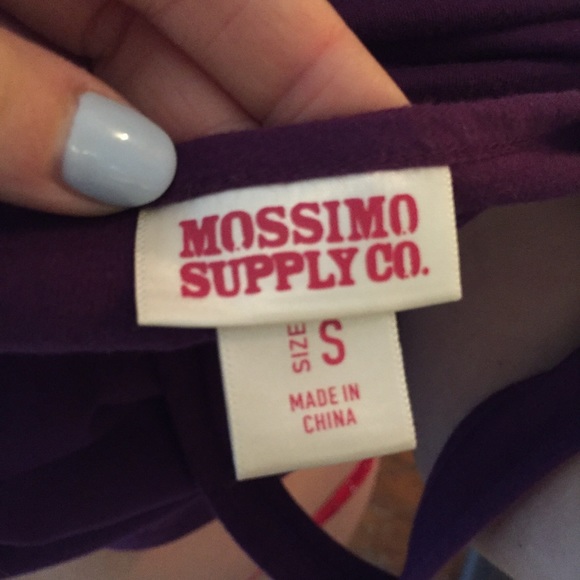 MOSSIMO
SUPPLY CO.
SIZE S
MADE IN
CHINA